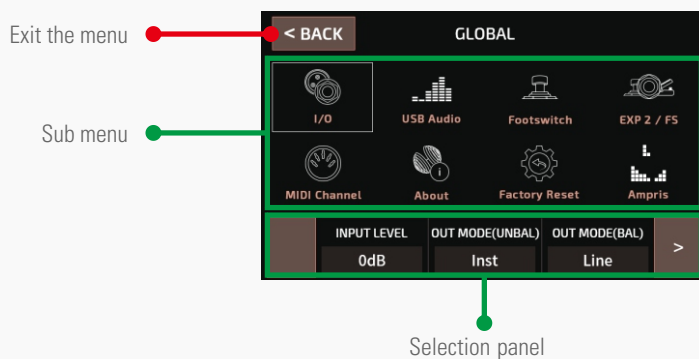 Exit the menu
< BACK
GLOBAL
Sub menu
I/O
USB Audio
Footswitch
EXP 2 / FS
MIDI Channel
About
Factory Reset
Ampris
INPUT LEVEL
OUT MODE(UNBAL)
OUT MODE(BAL)
0dB
Inst
Line
>
Selection panel